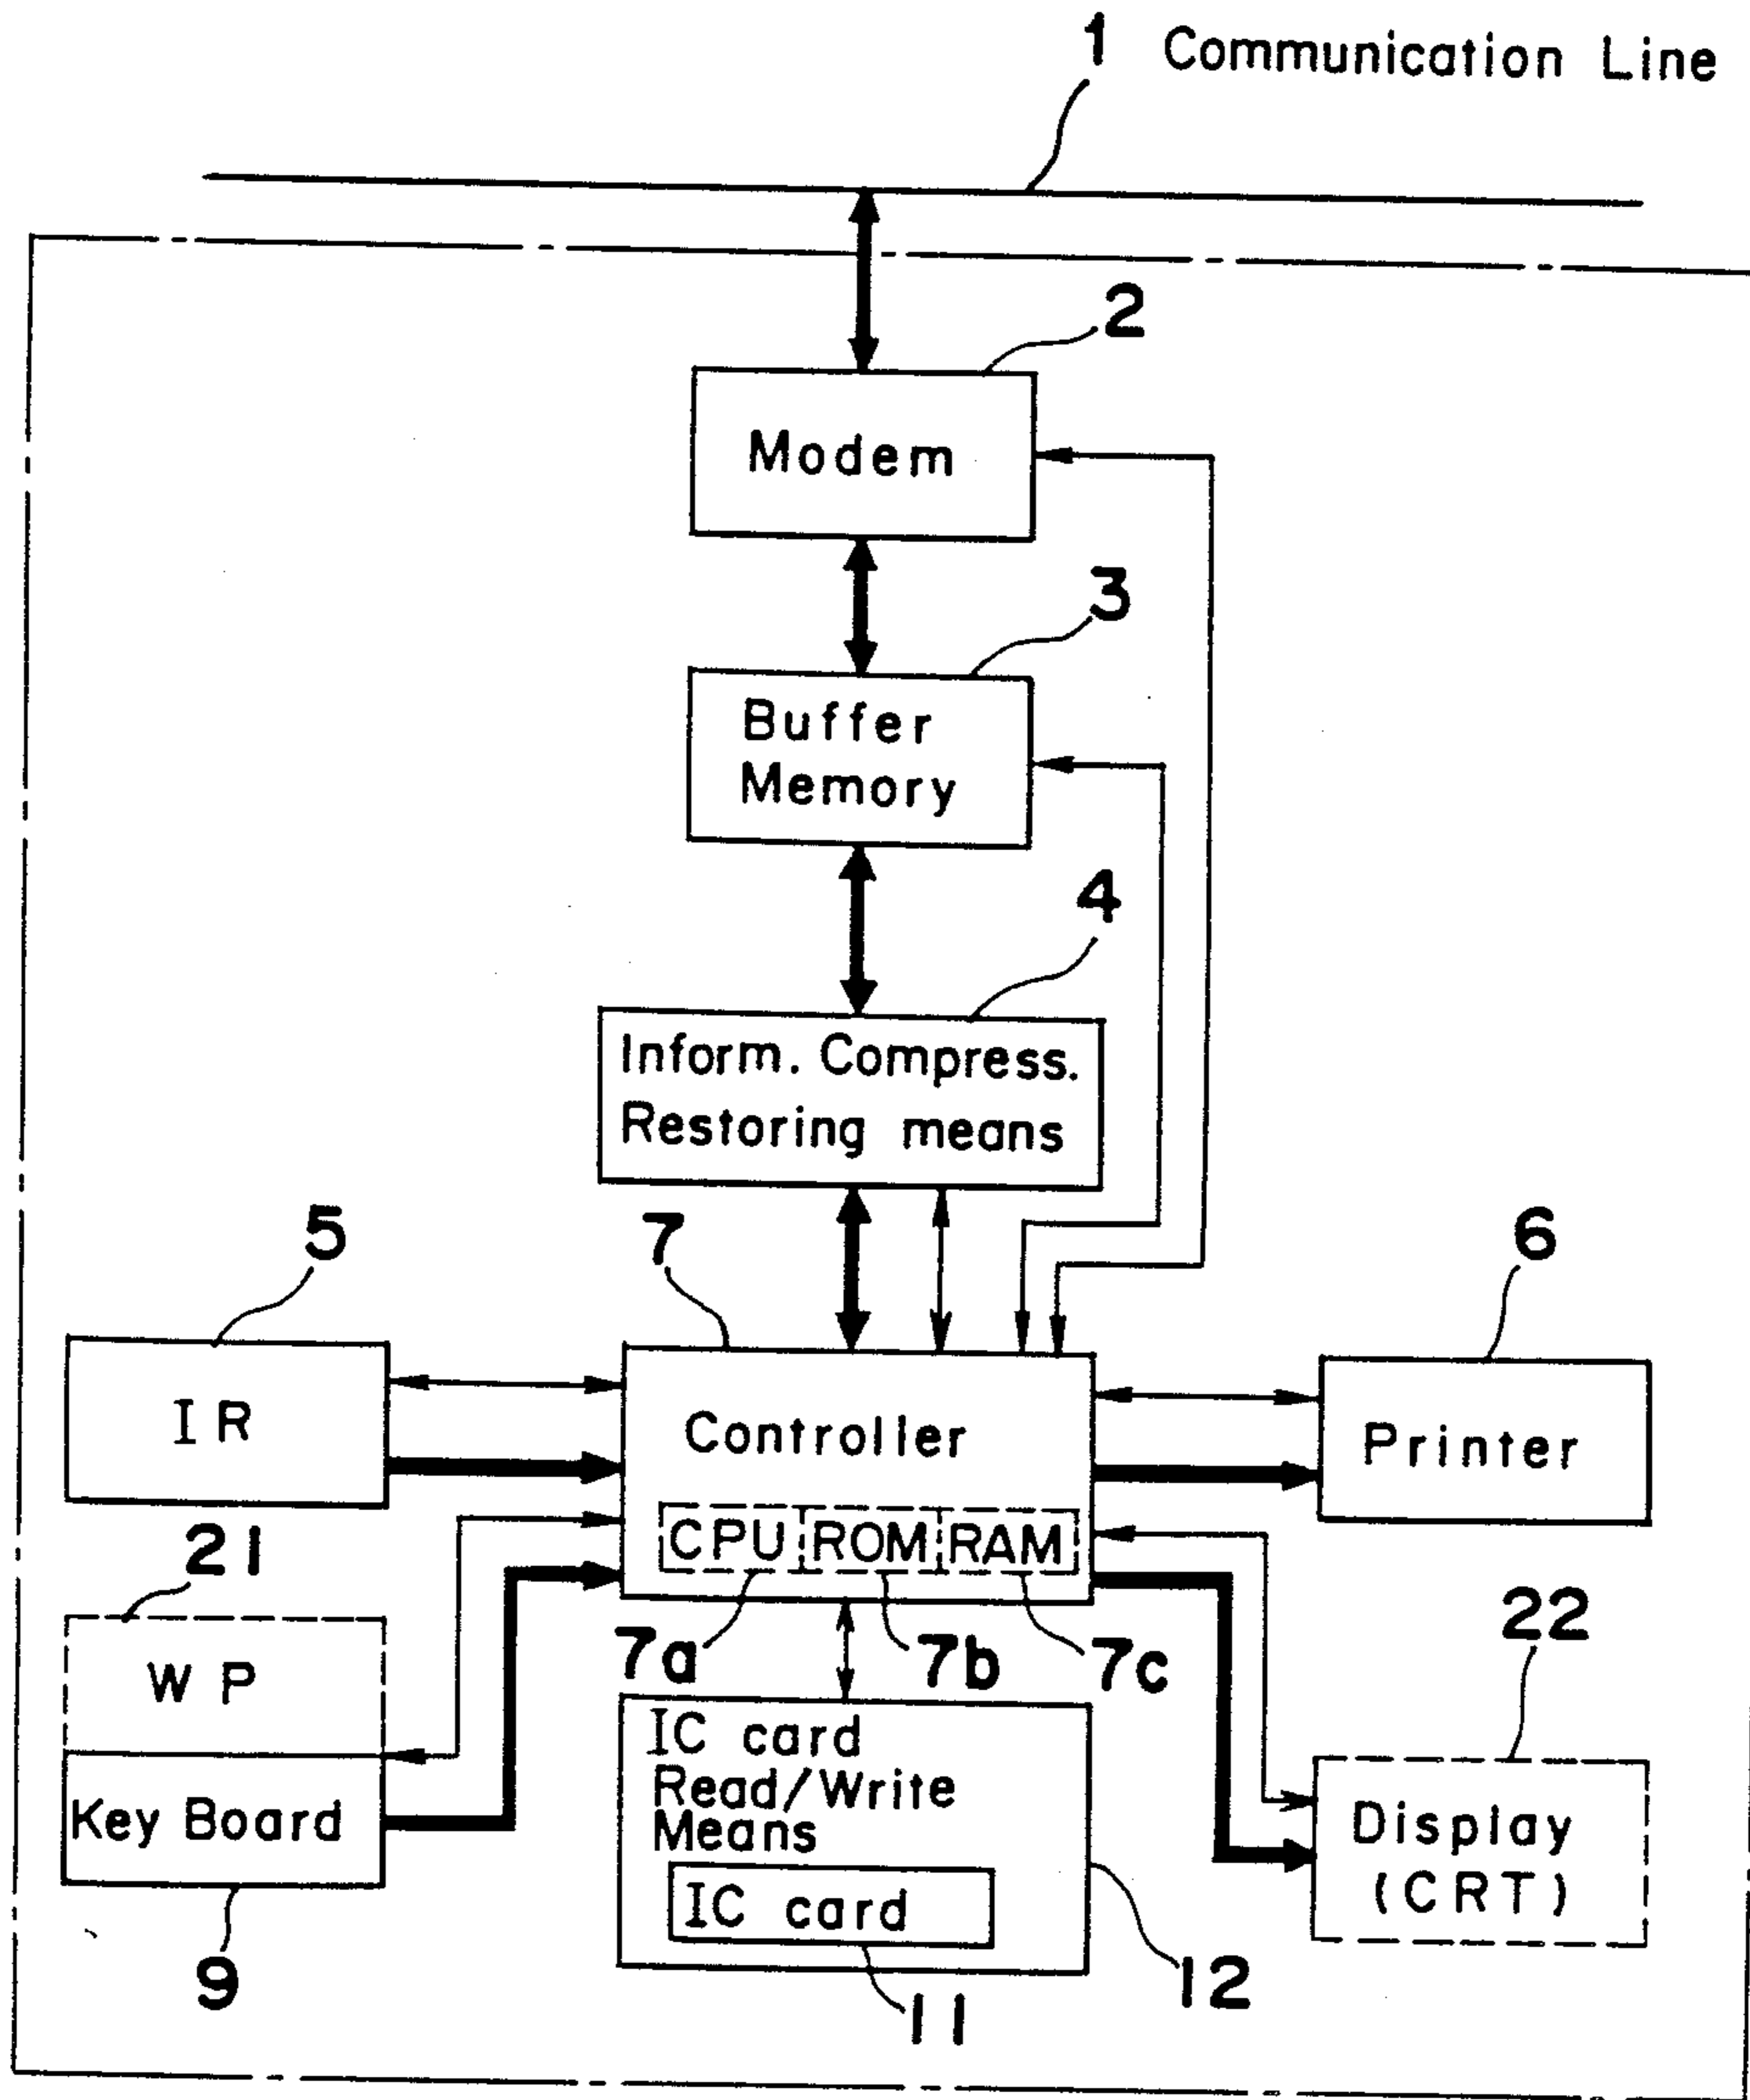 1 Communication Line
2
Modem
3
Buffer
Memory
4
Inform. Compress.
Restoring means
5
7
6
IR
Controller
Printer
CPU ROM RAM
21
7a
7b
7c
22
WP
Key Board
IC card
Read/Write
Means
IC card
Display
(CRT)
9
11
12